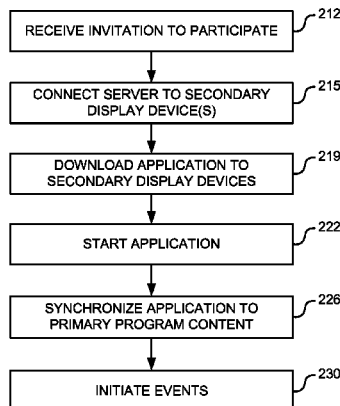 212
RECEIVE INVITATION TO PARTICIPATE
215
CONNECT SERVER TO SECONDARY
DISPLAY DEVICE(S)
219
DOWNLOAD APPLICATION TO
SECONDARY DISPLAY DEVICES
222
START APPLICATION
226
SYNCHRONIZE APPLICATION TO
PRIMARY PROGRAM CONTENT
230
INITIATE EVENTS